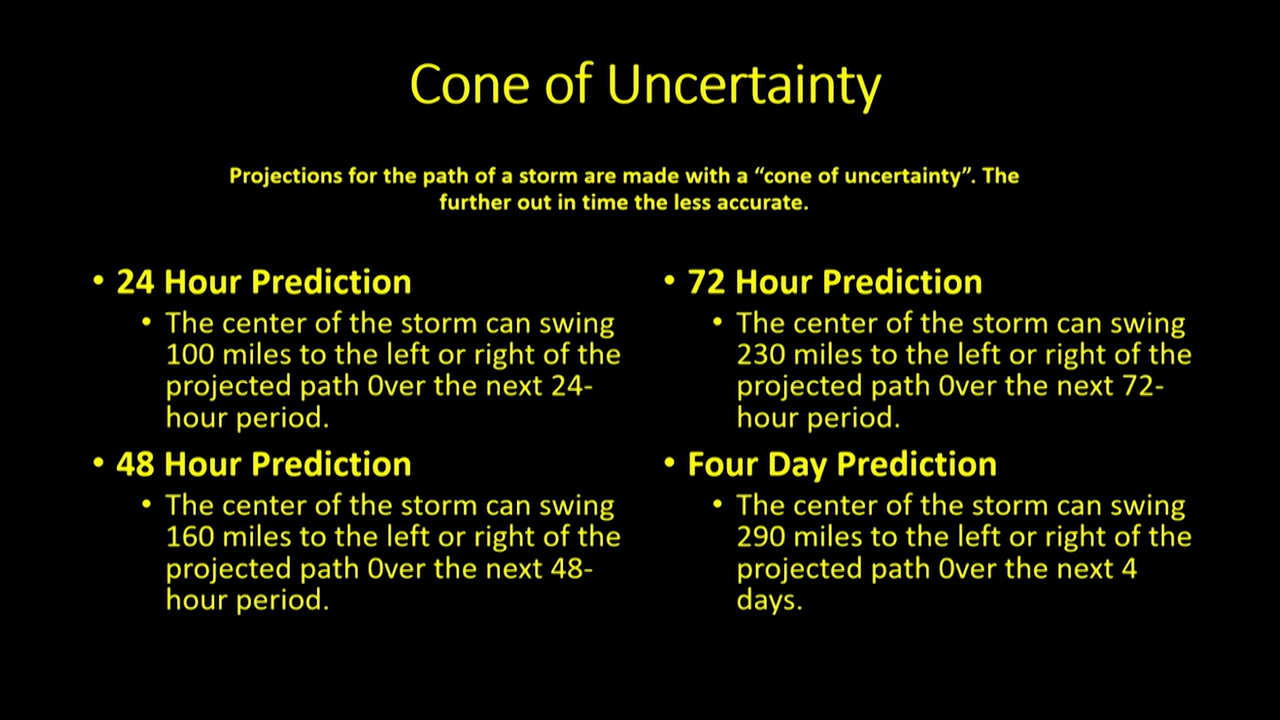 Cone of Uncertainty
Projections for the path of a storm are made with a “cone of uncertainty”. The
further out in time the less accurate.
• 24 Hour Prediction
• The center of the storm can swing
100 miles to the left or right of the
projected path 0ver the next 24-
hour period.
• 48 Hour Prediction
• The center of the storm can swing
160 miles to the left or right of the
projected path 0ver the next 48-
hour period.
• 72 Hour Prediction
• The center of the storm can swing
230 miles to the left or right of the
projected path 0ver the next 72-
hour period.
• Four Day Prediction
• The center of the storm can swing
290 miles to the left or right of the
projected path 0ver the next 4
days.